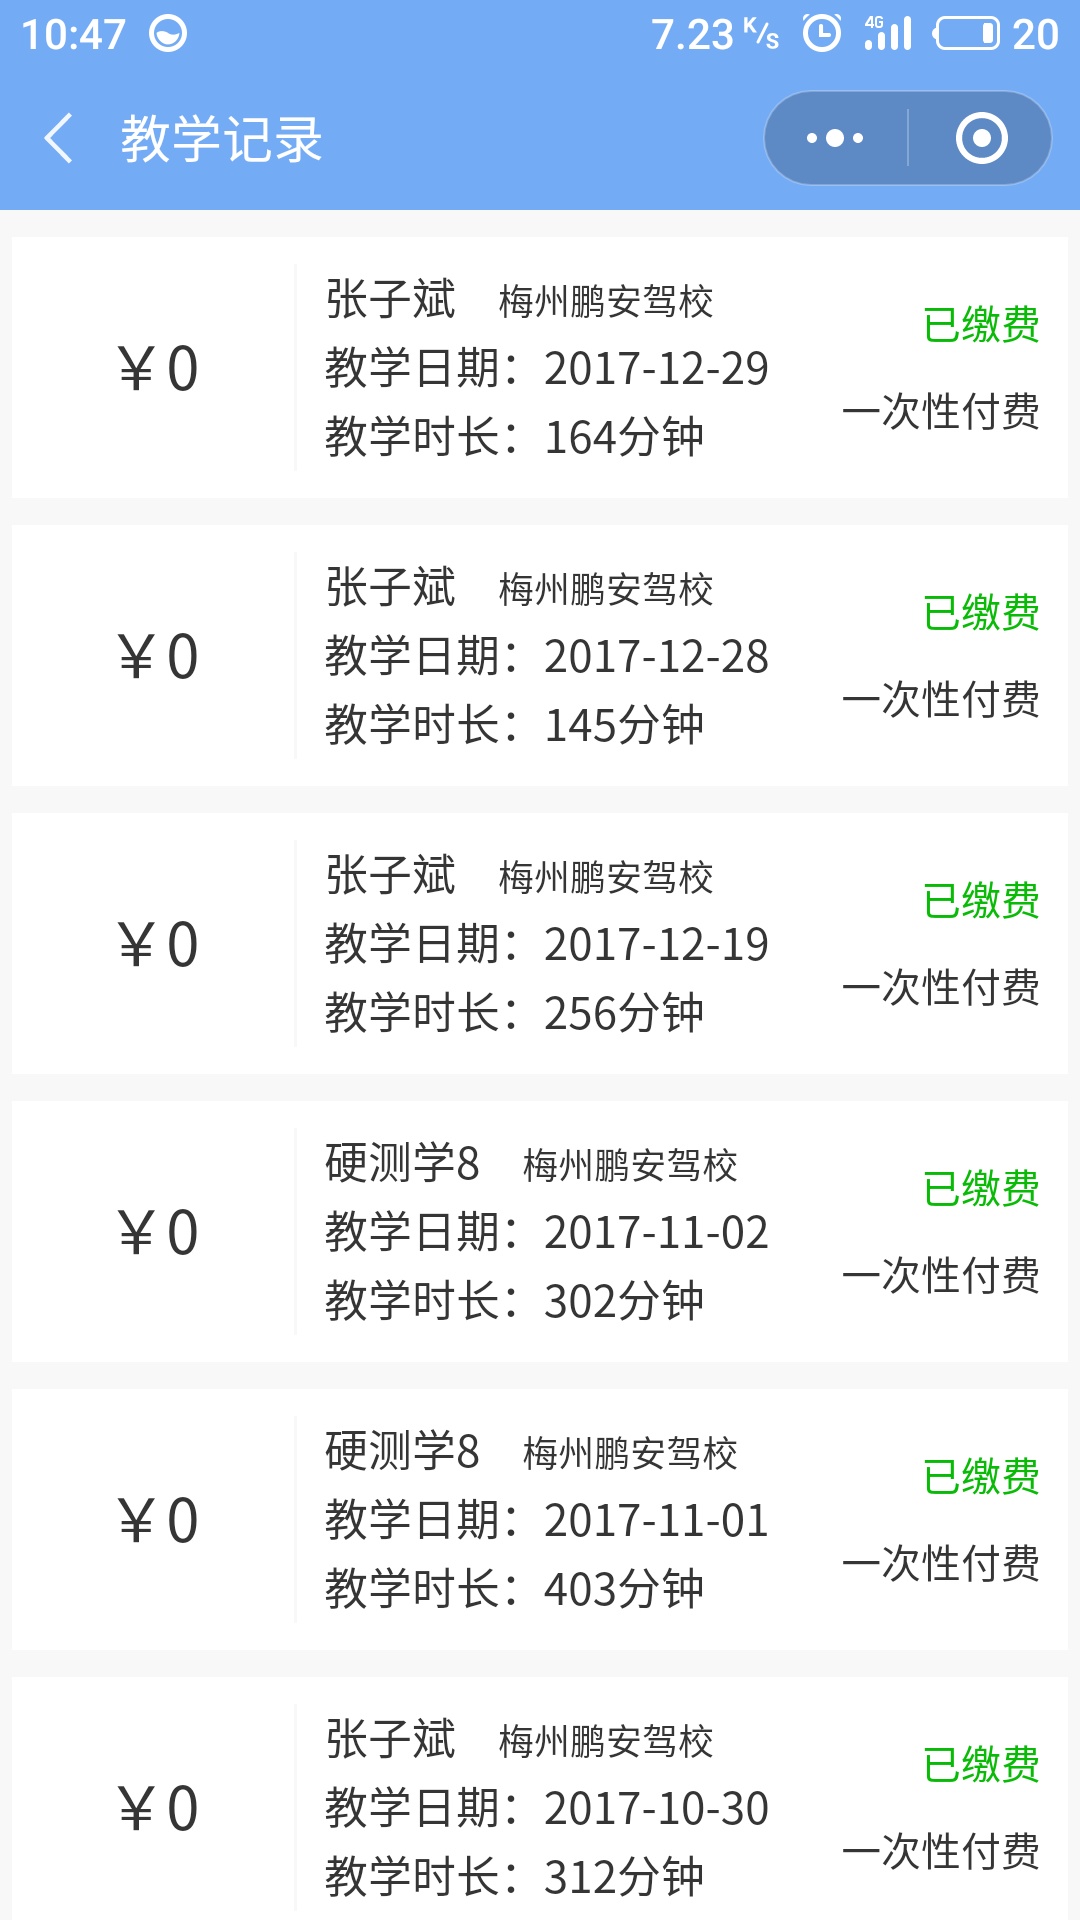 10:47 7.23 K/s 4G 20
教学记录
张子斌 梅州鹏安驾校
已缴费
¥0
教学日期：2017-12-29
一次性付费
教学时长：164分钟
张子斌 梅州鹏安驾校
已缴费
¥0
教学日期：2017-12-28
一次性付费
教学时长：145分钟
张子斌 梅州鹏安驾校
已缴费
¥0
教学日期：2017-12-19
一次性付费
教学时长：256分钟
硬测学8 梅州鹏安驾校
已缴费
¥0
教学日期：2017-11-02
一次性付费
教学时长：302分钟
硬测学8 梅州鹏安驾校
已缴费
¥0
教学日期：2017-11-01
一次性付费
教学时长：403分钟
张子斌 梅州鹏安驾校
已缴费
¥0
教学日期：2017-10-30
一次性付费
教学时长：312分钟